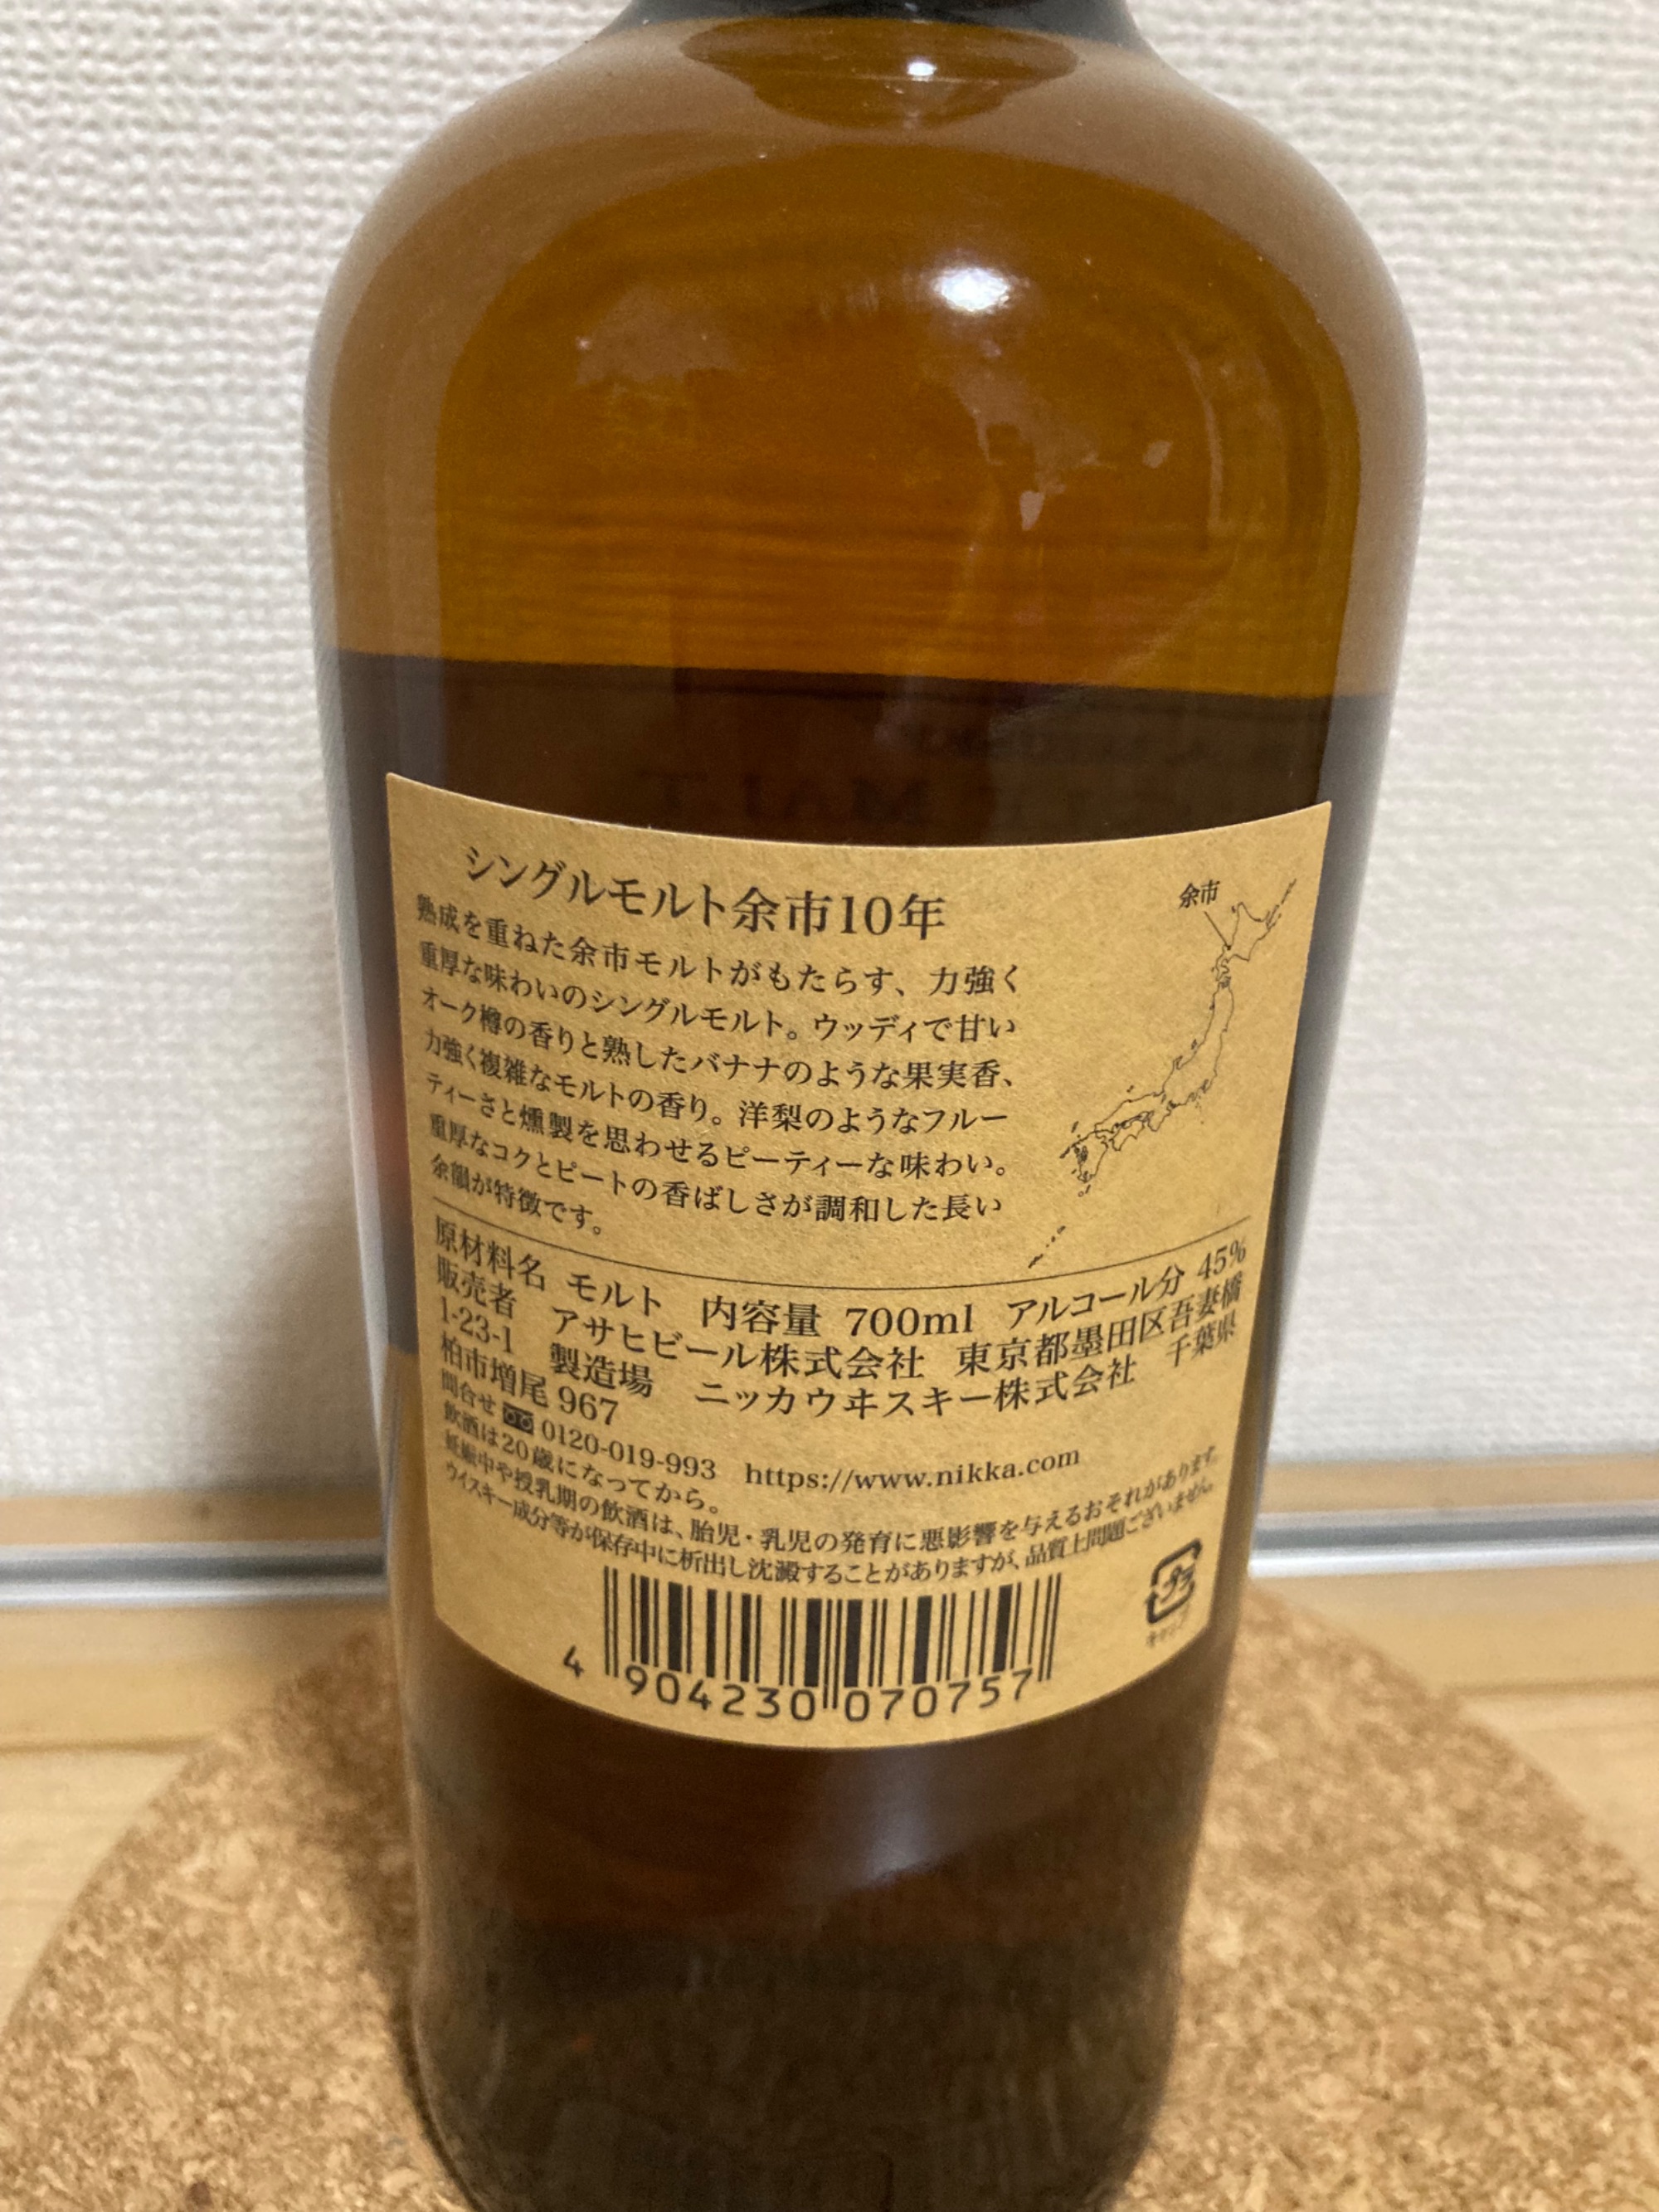 シングルモルト余市10年
余市
熟成を重ねた余市モルトがもたらす、力強く
重厚な味わいのシングルモルト。ウッディで甘い
オーク樽の香りと熟したバナナのような果実香、
力強く複雑なモルトの香り。洋梨のようなフルー
ティーさと燻製を思わせるピーティーな味わい。
重厚なコクとピートの香ばしさが調和した長い
余韻が特徴です。
原材料名 モルト 内容量 700ml アルコール分 45%
販売者 アサヒビール株式会社 東京都墨田区吾妻橋
1-23-1 製造場 ニッカウヰスキー株式会社 千葉県
柏市増尾 967
問合せ 0120-019-993 https://www.nikka.com
飲酒は20歳になってから。
妊娠中や授乳期の飲酒は、胎児・乳児の発育に悪影響を与えるおそれがあります。
ウイスキー成分等が保存中に析出し沈澱することがありますが、品質上問題ございません。
プラ
キャップ
4 904230 070757